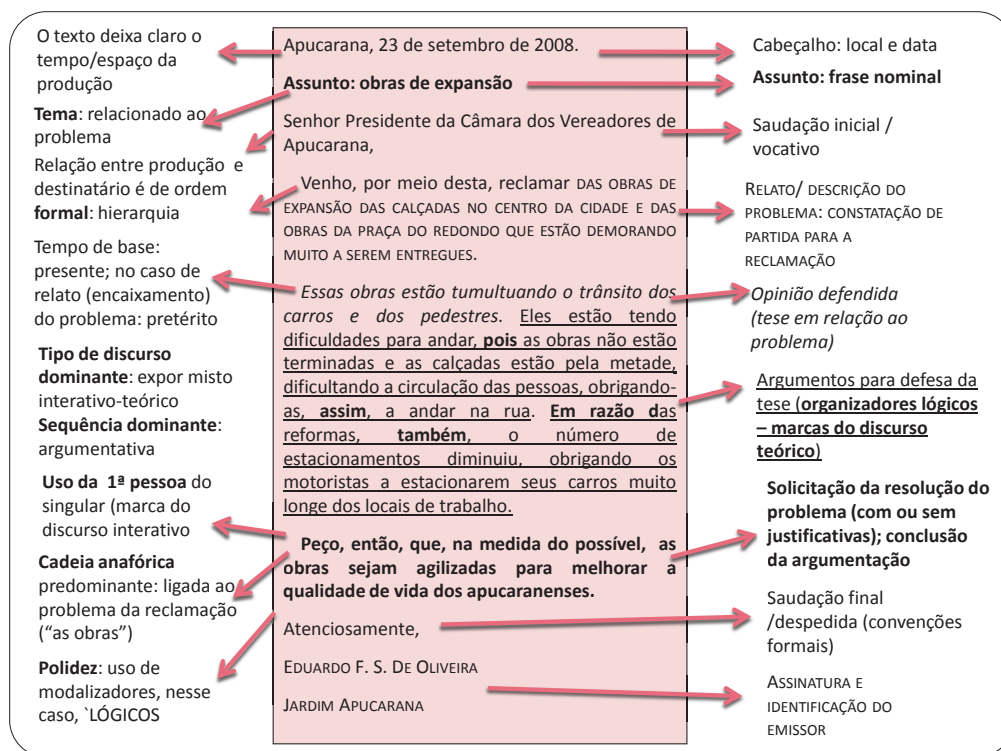 O texto deixa claro o
tempo/espaço da
produção
Tema: relacionado ao
problema
Relação entre produção e
destinatário é de ordem
formal: hierarquia
Tempo de base:
presente; no caso de
relato (encaixamento)
do problema: pretérito
Tipo de discurso
dominante: expor misto
interativo-teórico
Sequência dominante:
argumentativa
Uso da 1ª pessoa do
singular (marca do
discurso interativo
Cadeia anafórica
predominante: ligada ao
problema da reclamação
(“as obras”)
Polidez: uso de
modalizadores, nesse
caso, `LÓGICOS
Apucarana, 23 de setembro de 2008.
Assunto: obras de expansão
Senhor Presidente da Câmara dos Vereadores de
Apucarana,
Venho, por meio desta, reclamar DAS OBRAS DE
EXPANSÃO DAS CALÇADAS NO CENTRO DA CIDADE E DAS
OBRAS DA PRAÇA DO REDONDO QUE ESTÃO DEMORANDO
MUITO A SEREM ENTREGUES.
Essas obras estão tumultuando o trânsito dos
carros e dos pedestres. Eles estão tendo
dificuldades para andar, pois as obras não estão
terminadas e as calçadas estão pela metade,
dificultando a circulação das pessoas, obrigando-
as, assim, a andar na rua. Em razão das
reformas, também, o número de
estacionamentos diminuiu, obrigando os
motoristas a estacionarem seus carros muito
longe dos locais de trabalho.
Peço, então, que, na medida do possível, as
obras sejam agilizadas para melhorar a
qualidade de vida dos apucaranenses.
Atenciosamente,
EDUARDO F. S. DE OLIVEIRA
JARDIM APUCARANA
Cabeçalho: local e data
Assunto: frase nominal
Saudação inicial /
vocativo
RELATO/ DESCRIÇÃO DO
PROBLEMA: CONSTATAÇÃO DE
PARTIDA PARA A
RECLAMAÇÃO
Opinião defendida
(tese em relação ao
problema)
Argumentos para defesa da
tese (organizadores lógicos
– marcas do discurso
teórico)
Solicitação da resolução do
problema (com ou sem
justificativas); conclusão
da argumentação
Saudação final
/despedida (convenções
formais)
ASSINATURA E
IDENTIFICAÇÃO DO
EMISSOR